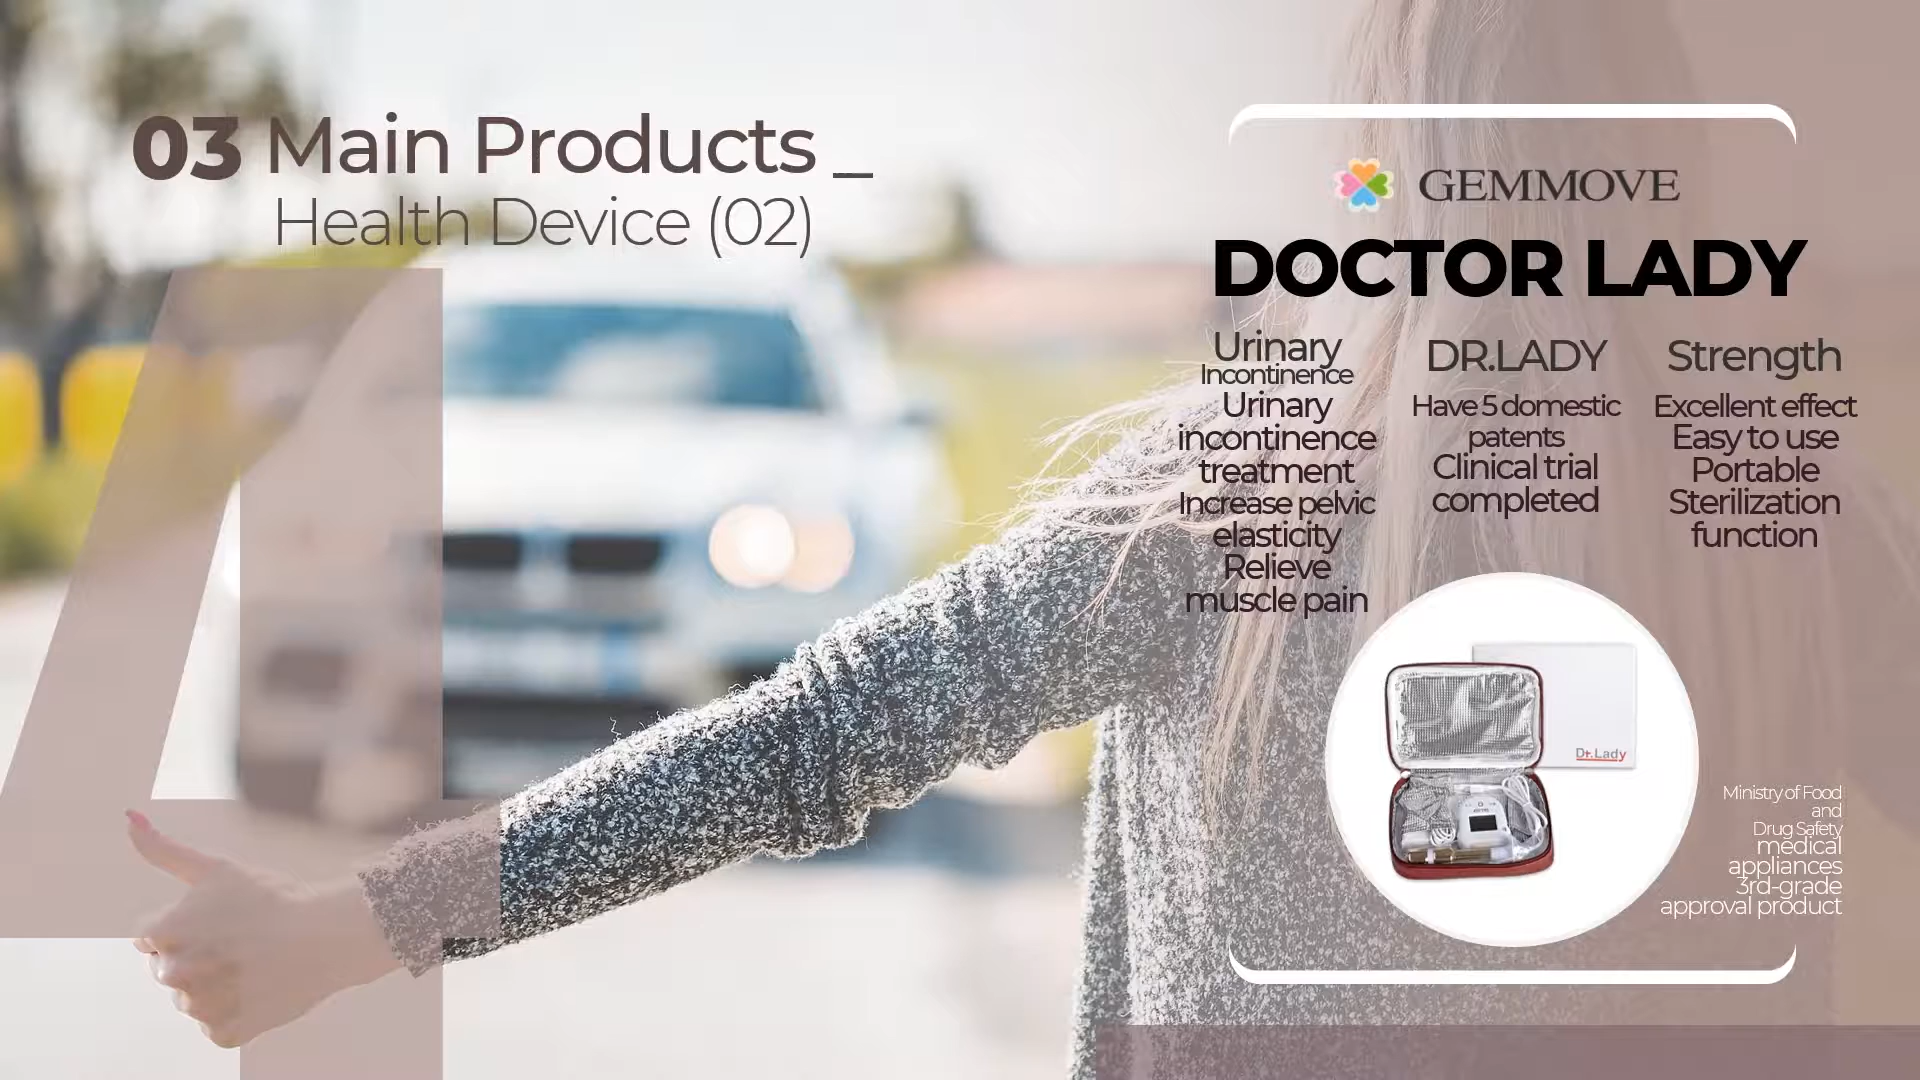 03 Main Products _
Health Device (02)
GEMMOVE
DOCTOR LADY
Urinary
Incontinence
Urinary
incontinence
treatment
Increase pelvic
elasticity
Relieve
muscle pain
DR.LADY
Have 5 domestic
patents
Clinical trial
completed
Strength
Excellent effect
Easy to use
Portable
Sterilization
function
Dr.Lady
Ministry of Food
and
Drug Safety
medical
appliances
3rd-grade
approval product